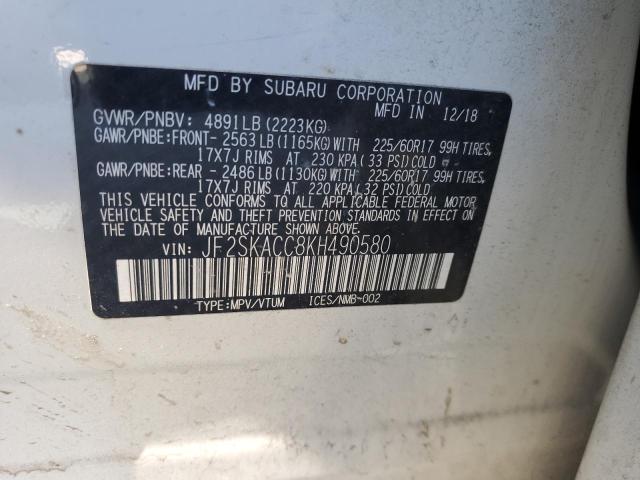 MFD BY SUBARU CORPORATION
MFD IN 12/18
GVWR/PNBV: 4891LB (2223KG)
GAWR/PNBE:FRONT- 2563 LB (1165KG) WITH 225/60R17 99H TIRES,
17X7J RIMS AT 230 KPA (33 PSI) COLD
GAWR/PNBE:REAR - 2486 LB (1130KG) WITH 225/60R17 99H TIRES,
17X7J RIMS AT 220 KPA (32 PSI) COLD
THIS VEHICLE CONFORMS TO ALL APPLICABLE FEDERAL MOTOR
VEHICLE SAFETY AND THEFT PREVENTION STANDARDS IN EFFECT ON
THE DATE OF MANUFACTURE SHOWN ABOVE.
VIN: JF2SKACC8KH490580
TYPE:MPV/VTUM ICES/NMB-002